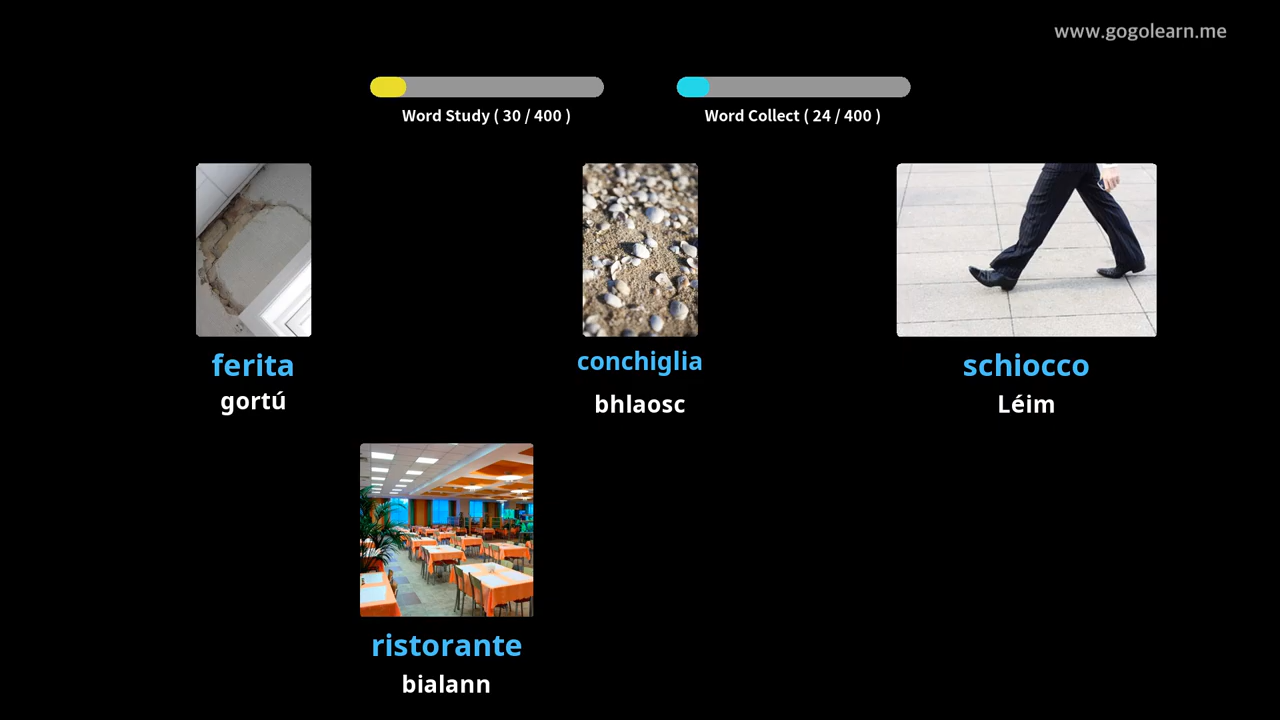 www.gogolearn.me
Word Study ( 30 / 400 )
Word Collect ( 24 / 400 )
ferita
gortú
conchiglia
bhlaosc
schiocco
Léim
ristorante
bialann